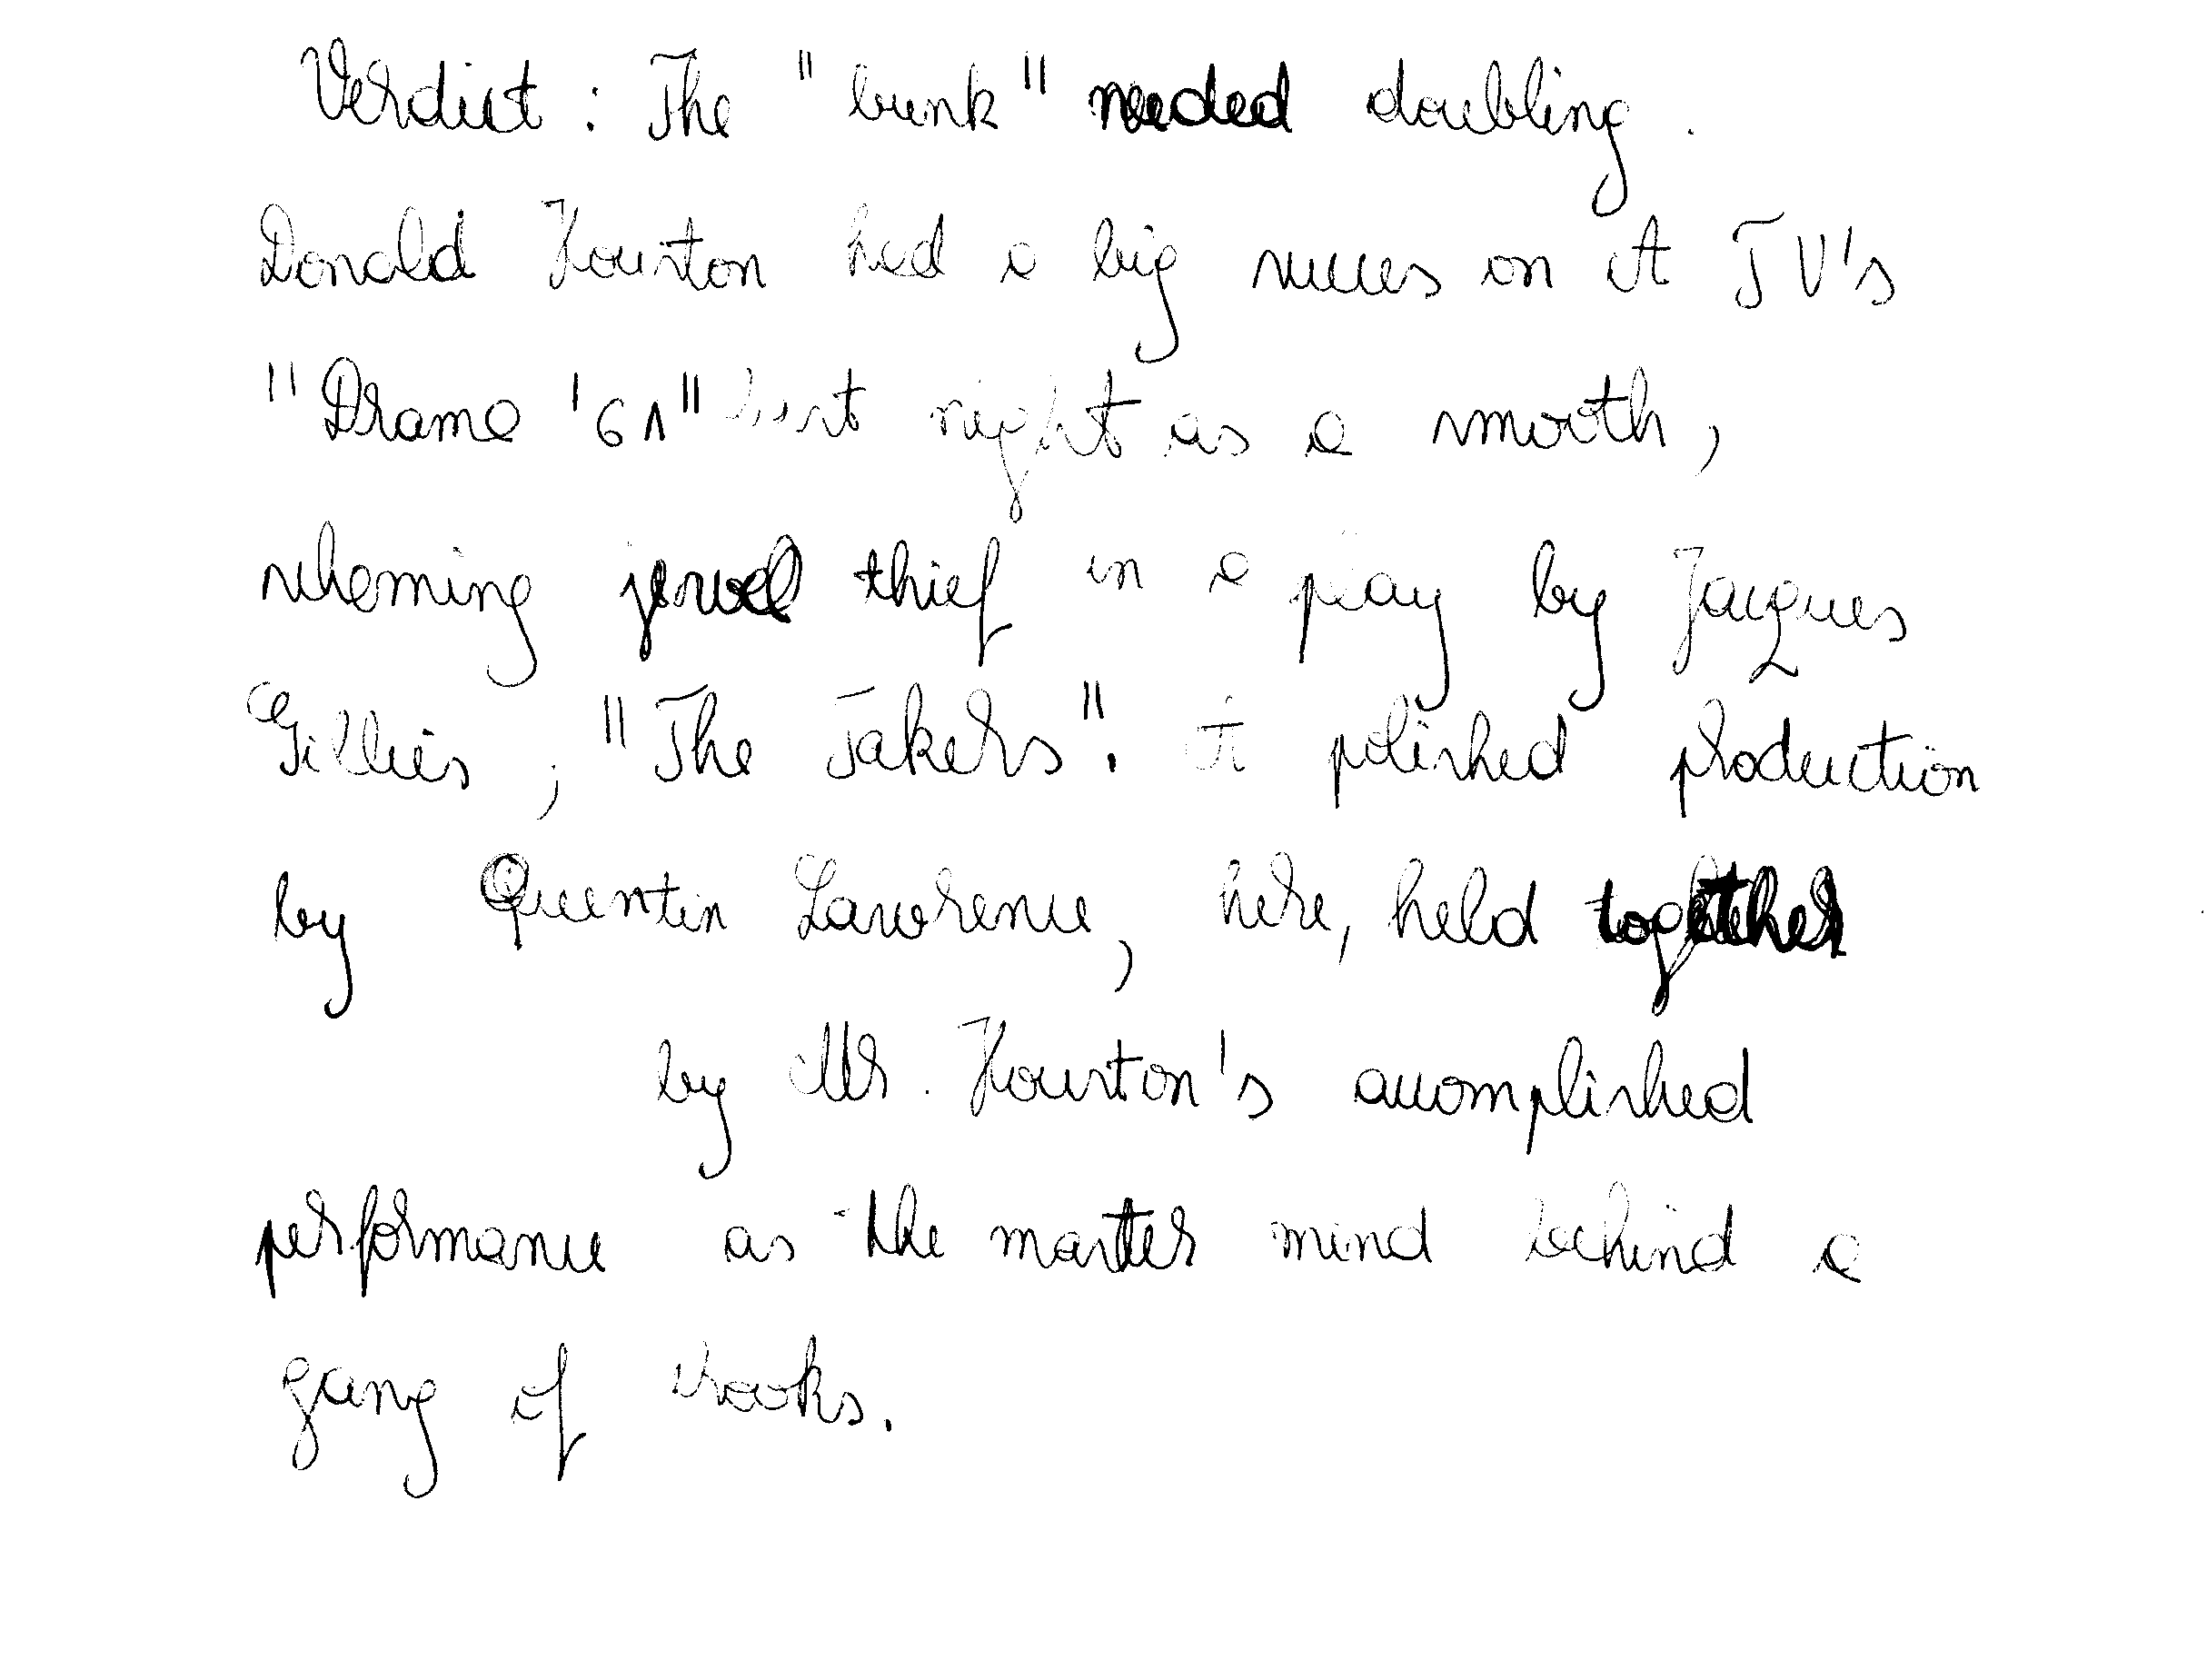 Verdict : The "bunk" needed doubling .
Donald Houston had a big succes on A TV's
"Drama '61" last night as a smooth,
scheming jewel thief in a play by Jacques
Gillies, "The Takers". A polished production
by Quentin Lawrence, here, held together
by Mr. Houston's accomplished
performance as the master mind behind a
gang of crooks.